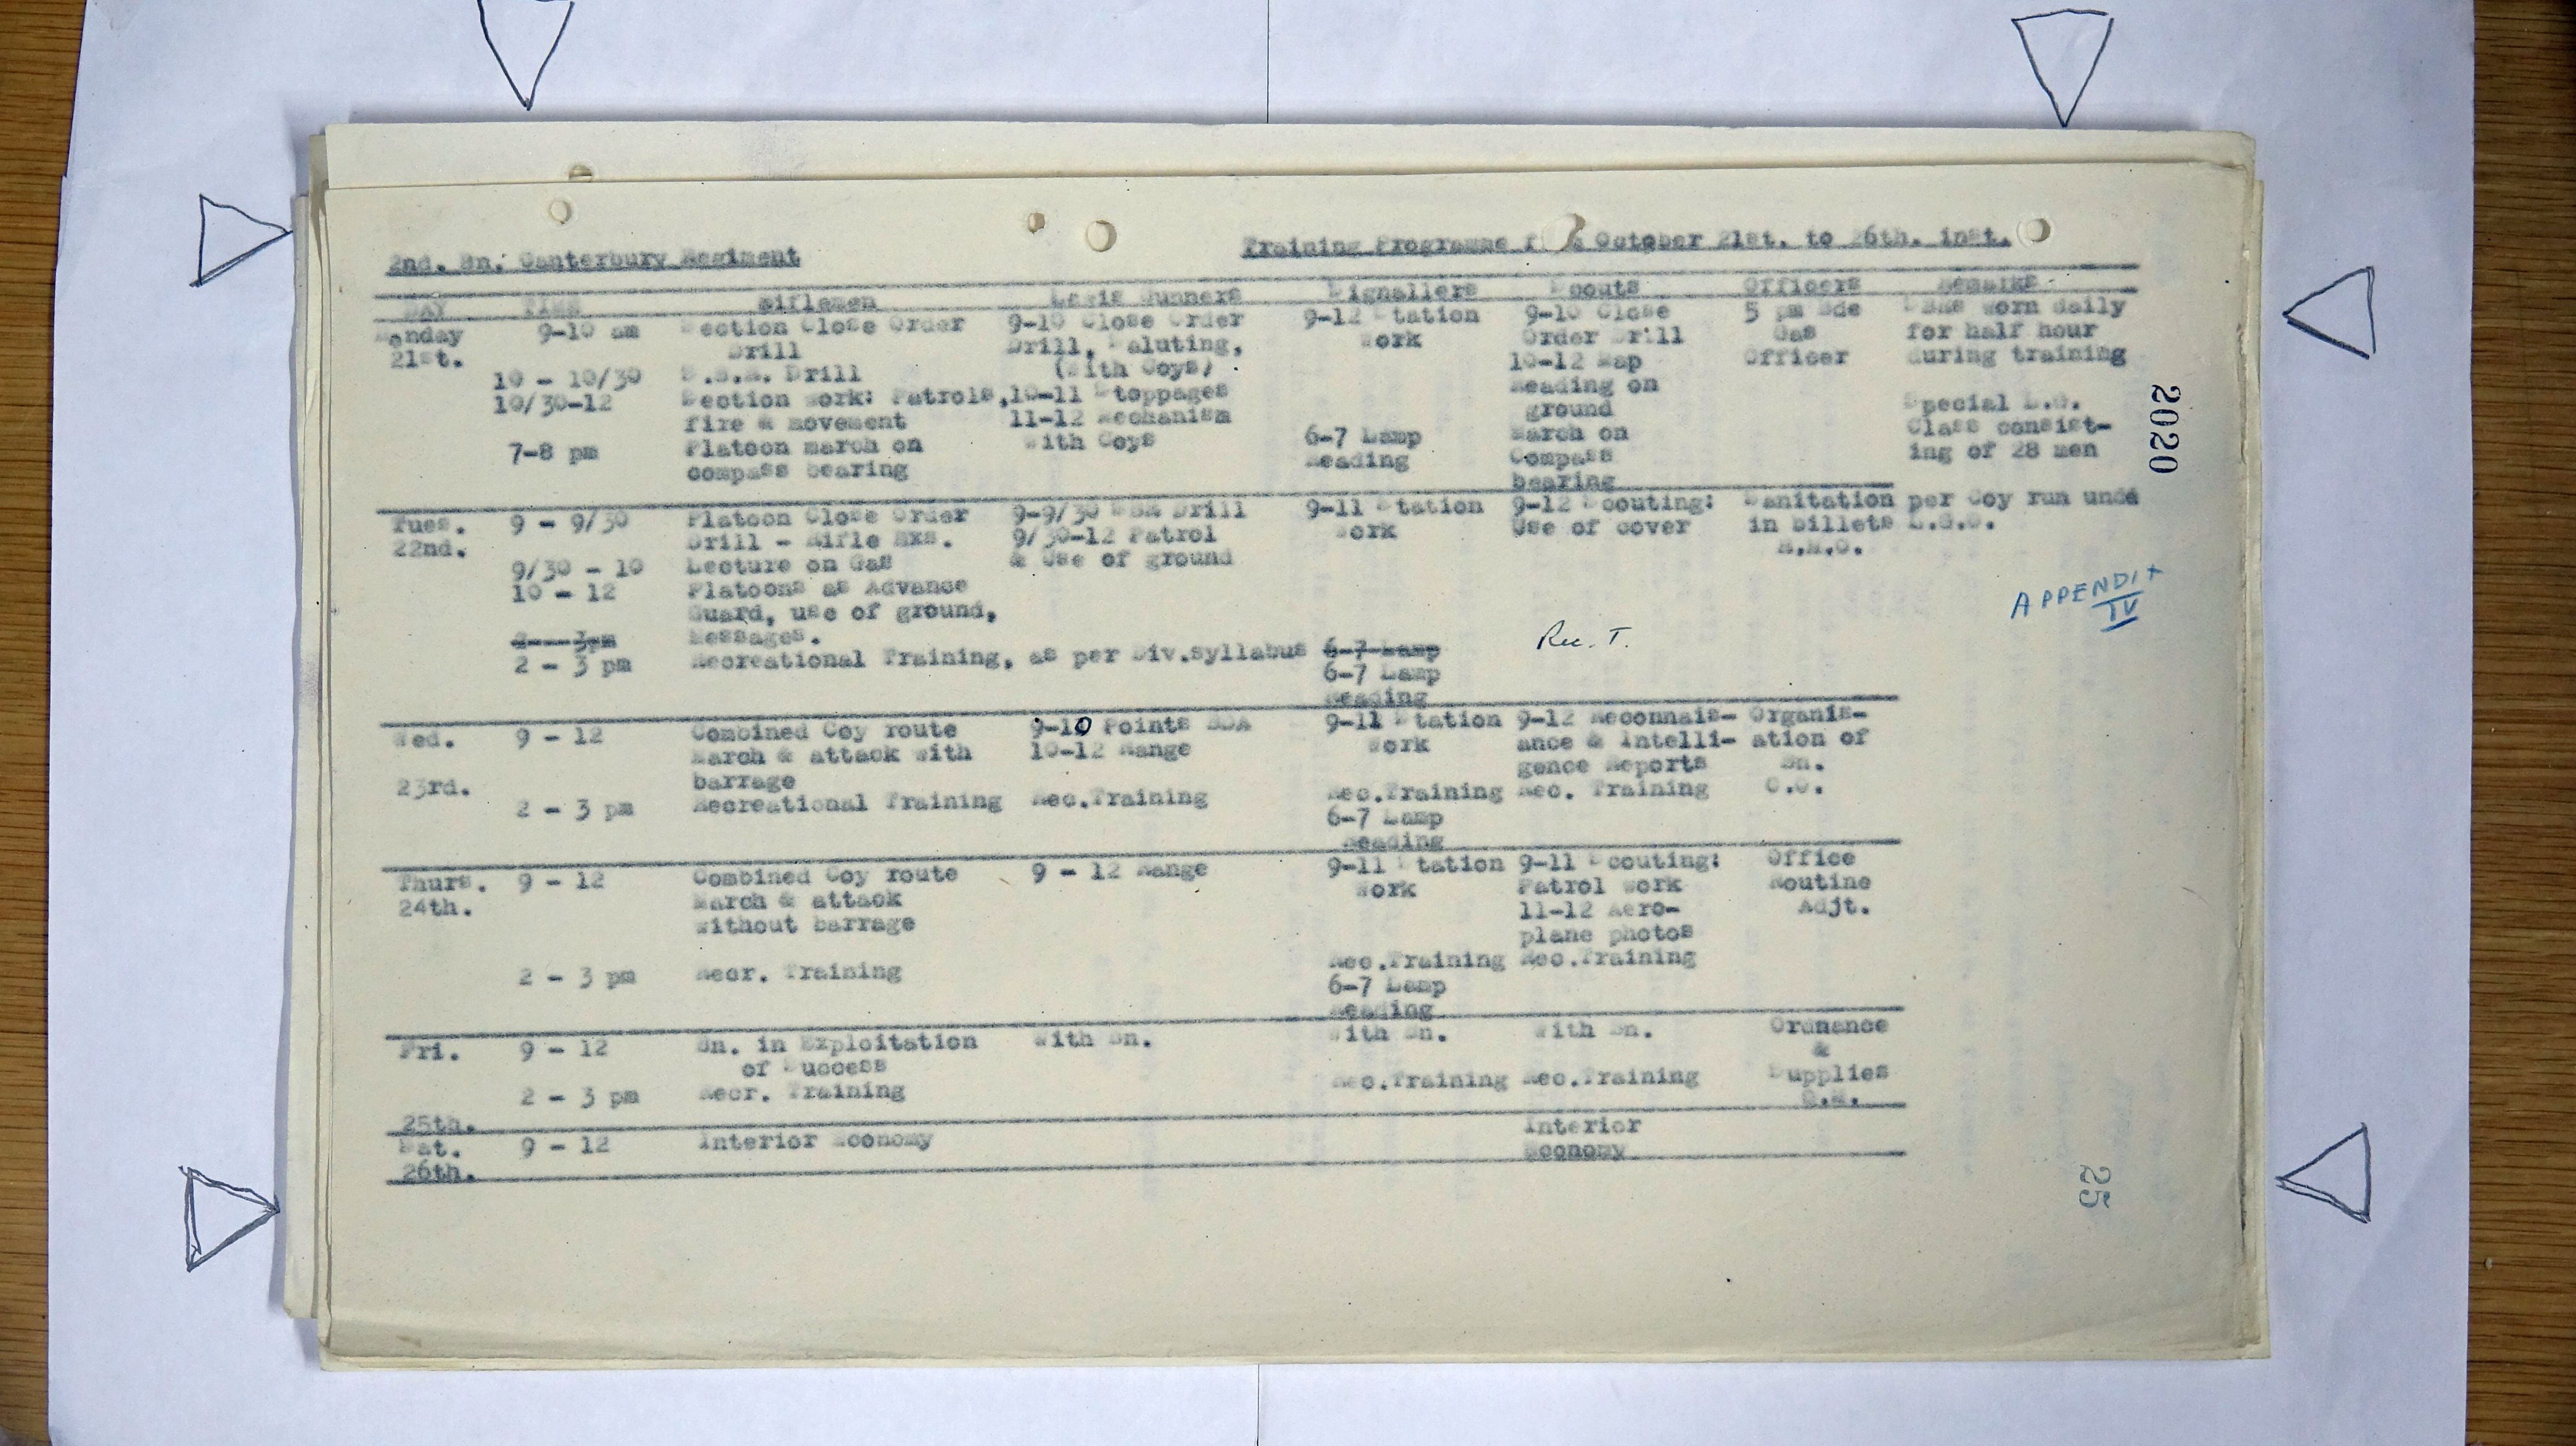 2nd. Bn. Canterbury Regiment
Training Programme October 21st. to 26th. inst.
DAY TIME Riflemen Lewis Gunners Signallers Scouts Officers Remarks
Monday 9-10 am Section Close Order 9-10 Close Order 9-12 Station 9-10 Close 5 pm Bde SBRs worn daily
21st. Drill Drill, Saluting, Work Order Drill Gas for half hour
(With Coys) 10-12 Map Officer during training
10 - 10/30 S.B.R. Drill Reading on
10/30-12 Section work: Patrols, 10-11 Stoppages ground Special L.G.
fire & movement 11-12 Mechanism Class consist-
7-8 pm Platoon march on With Coys 6-7 Lamp March on ing of 28 men
compass bearing Reading Compass
bearing
Tues. 9 - 9/30 Platoon Close Order 9-9/30 SBR Drill 9-11 Station 9-12 Scouting: Sanitation per Coy run unde
22nd. Drill - Rifle Exs. 9/30-12 Patrol Work Use of cover in billets L.G.O.
& Use of ground R.M.O.
9/30 - 10 Lecture on Gas
10 - 12 Platoons as Advance
Guard, use of ground,
2 - 3pm Messages. Rec. T.
2 - 3 pm Recreational Training, as per Div.syllabus 6-7 Lamp
6-7 Lamp
Reading
APPENDIX
IV
Wed. 9 - 12 Combined Coy route 9-10 Points BDA 9-11 Station 9-12 Reconnais- Organis-
March & attack with 10-12 Range Work ance & Intelli- ation of
23rd. barrage gence Reports Bn.
2 - 3 pm Recreational Training Rec.Training Rec.Training Rec. Training C.O.
6-7 Lamp
Reading
Thurs. 9 - 12 Combined Coy route 9 - 12 Range 9-11 Station 9-11 Scouting: Office
24th. March & attack Work Patrol work Routine
without barrage 11-12 Aero- Adjt.
plane photos
2 - 3 pm Recr. Training Rec.Training Rec.Training
6-7 Lamp
Reading
Fri. 9 - 12 Bn. in Exploitation With Bn. With Bn. With Bn. Ordnance
of Success &
2 - 3 pm Recr. Training Rec.Training Rec.Training Supplies
25th. Q.M.
Sat. 9 - 12 Interior Economy Interior
26th. Economy
2020
25